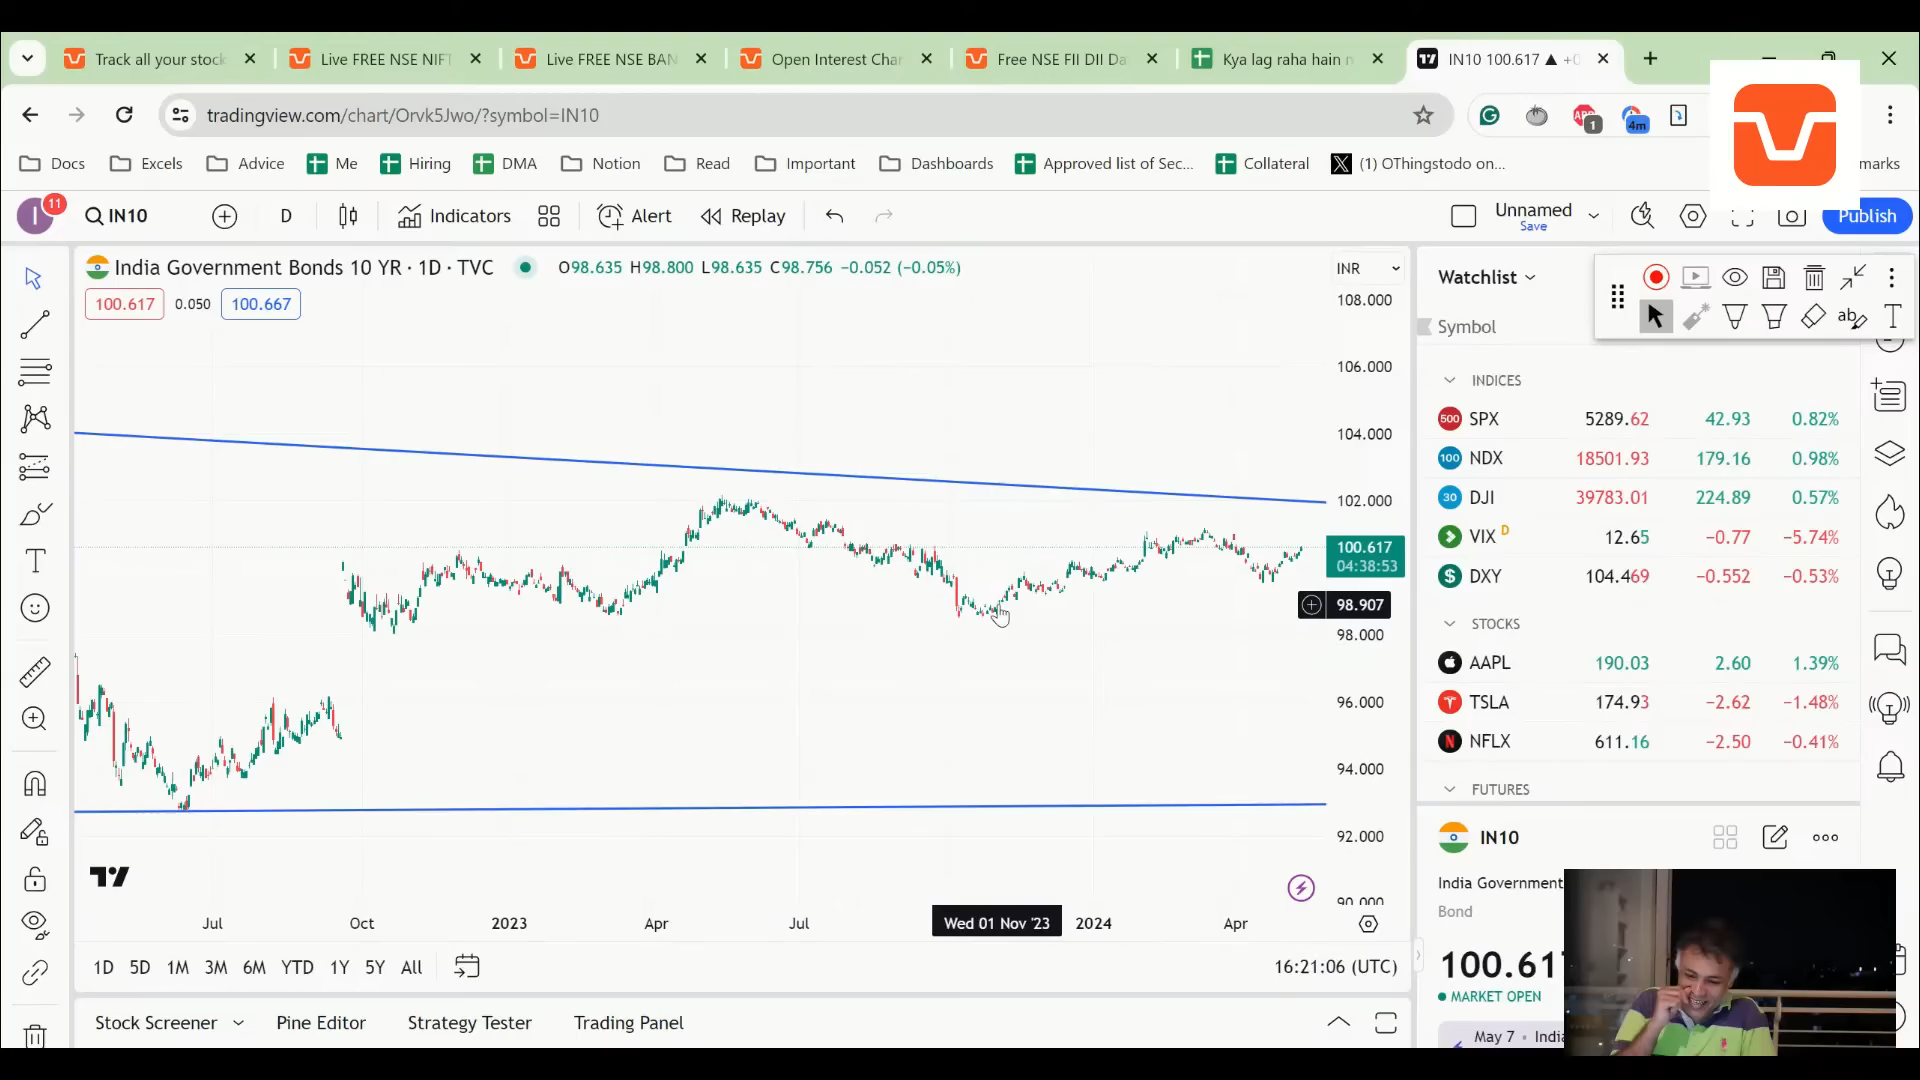 Track all your stock
Live FREE NSE NIFT
Live FREE NSE BAN
Open Interest Char
Free NSE FII DII Da
Kya lag raha hain n
IN10 100.617 ▲ +0
tradingview.com/chart/Orvk5Jwo/?symbol=IN10
1
4m
Docs
Excels
Advice
Me
Hiring
DMA
Notion
Read
Important
Dashboards
Approved list of Sec...
Collateral
(1) OThingstodo on...
marks
I
11
IN10
D
Indicators
Alert
Replay
Unnamed
Save
Publish
India Government Bonds 10 YR · 1D · TVC
O98.635 H98.800 L98.635 C98.756 −0.052 (−0.05%)
INR
100.617
0.050
100.667
108.000
106.000
104.000
102.000
100.617
04:38:53
98.907
98.000
96.000
94.000
92.000
90.000
Jul
Oct
2023
Apr
Jul
Wed 01 Nov '23
2024
Apr
1D
5D
1M
3M
6M
YTD
1Y
5Y
All
16:21:06 (UTC)
Stock Screener
Pine Editor
Strategy Tester
Trading Panel
Watchlist
ab
T
Symbol
INDICES
500 SPX 5289.62 42.93 0.82%
100 NDX 18501.93 179.16 0.98%
30 DJI 39783.01 224.89 0.57%
VIX D 12.65 −0.77 −5.74%
$ DXY 104.469 −0.552 −0.53%
STOCKS
AAPL 190.03 2.60 1.39%
TSLA 174.93 −2.62 −1.48%
N NFLX 611.16 −2.50 −0.41%
FUTURES
IN10
India Government
Bond
100.617
MARKET OPEN
May 7 · India